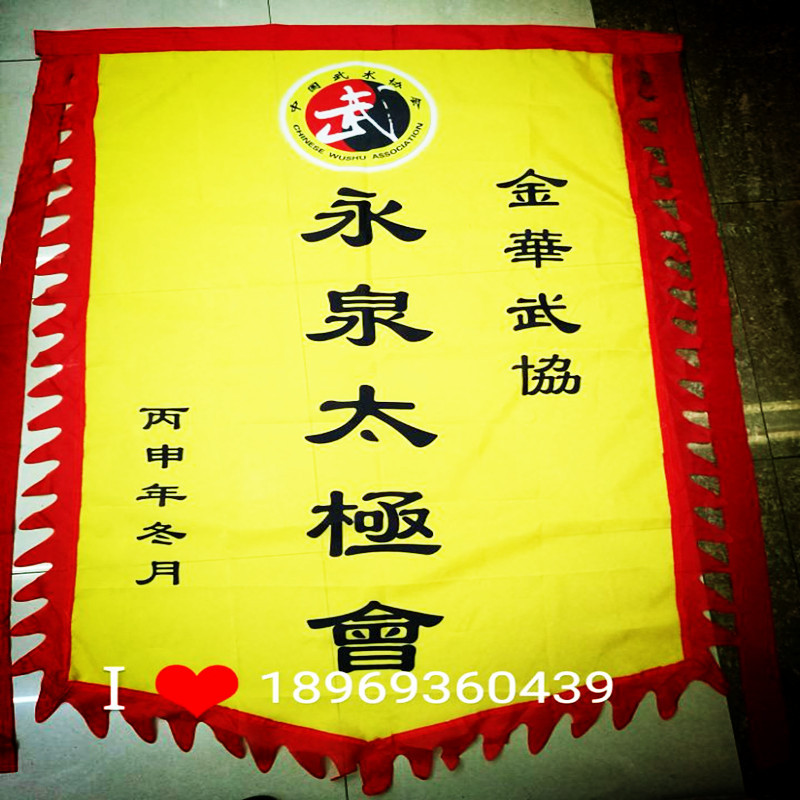 中国武术协会
武
CHINESE WUSHU ASSOCIATION
金華武協
永泉太極會
丙申年冬月
I ❤ 18969360439